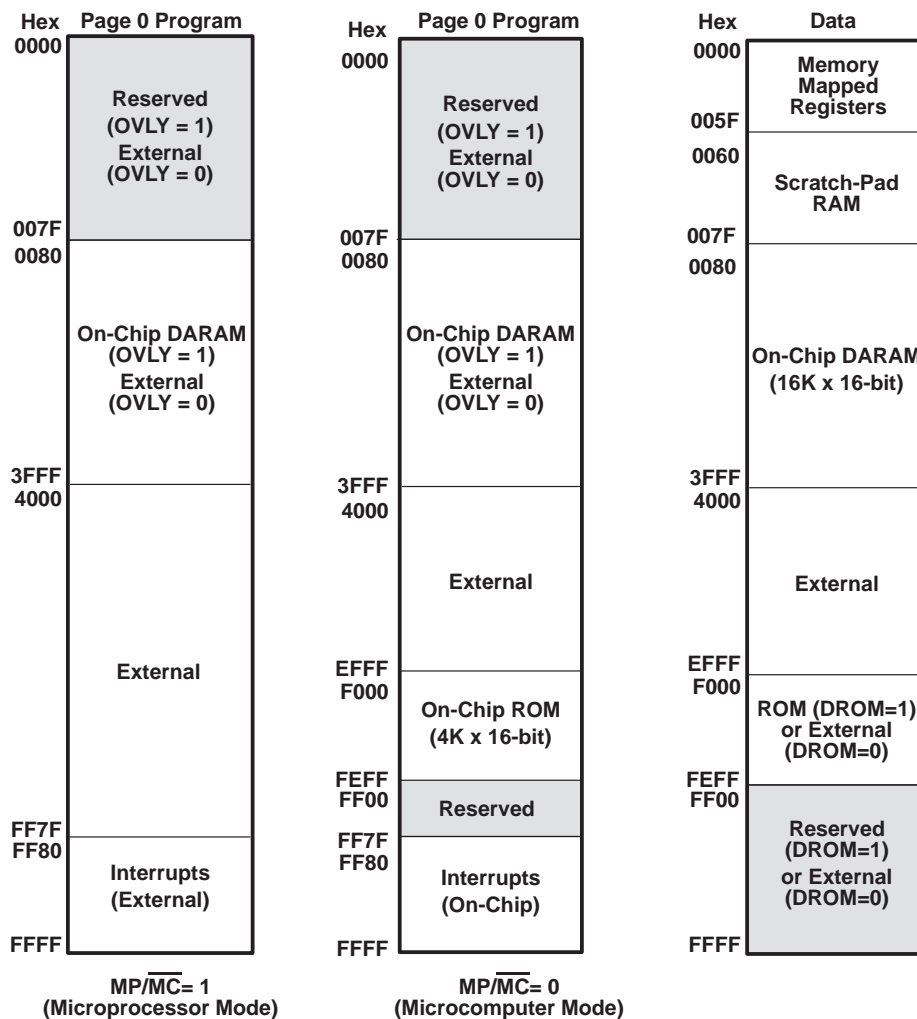 Hex
Page 0 Program
0000
Reserved
(OVLY = 1)
External
(OVLY = 0)
007F
0080
On-Chip DARAM
(OVLY = 1)
External
(OVLY = 0)
3FFF
4000
External
FF7F
FF80
Interrupts
(External)
FFFF
MP/MC= 1
(Microprocessor Mode)
Hex
Page 0 Program
0000
Reserved
(OVLY = 1)
External
(OVLY = 0)
007F
0080
On-Chip DARAM
(OVLY = 1)
External
(OVLY = 0)
3FFF
4000
External
EFFF
F000
On-Chip ROM
(4K x 16-bit)
FEFF
FF00
Reserved
FF7F
FF80
Interrupts
(On-Chip)
FFFF
MP/MC= 0
(Microcomputer Mode)
Hex
Data
0000
Memory
Mapped
Registers
005F
0060
Scratch-Pad
RAM
007F
0080
On-Chip DARAM
(16K x 16-bit)
3FFF
4000
External
EFFF
F000
ROM (DROM=1)
or External
(DROM=0)
FEFF
FF00
Reserved
(DROM=1)
or External
(DROM=0)
FFFF